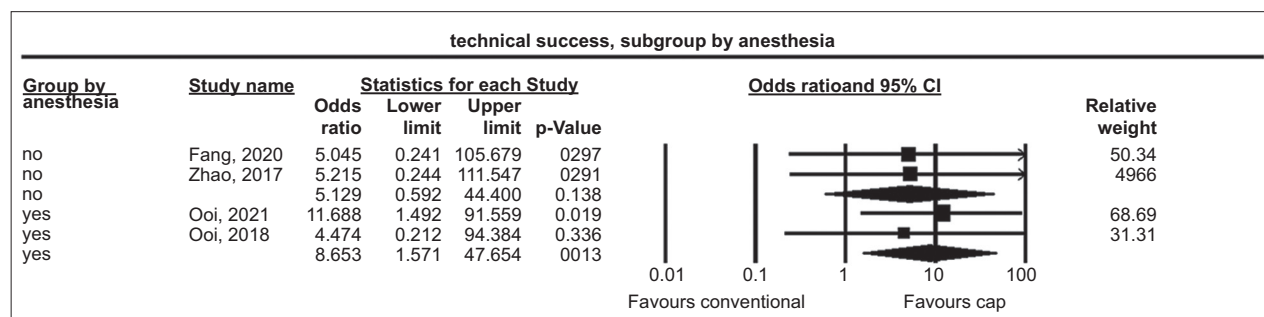 technical success, subgroup by anesthesia
Group by anesthesia Study name Statistics for each Study Odds ratioand 95% CI
Odds ratio Lower limit Upper limit p-Value Relative weight
no Fang, 2020 5.045 0.241 105.679 0297 50.34
no Zhao, 2017 5.215 0.244 111.547 0291 4966
no 5.129 0.592 44.400 0.138
yes Ooi, 2021 11.688 1.492 91.559 0.019 68.69
yes Ooi, 2018 4.474 0.212 94.384 0.336 31.31
yes 8.653 1.571 47.654 0013
0.01 0.1 1 10 100
Favours conventional Favours cap